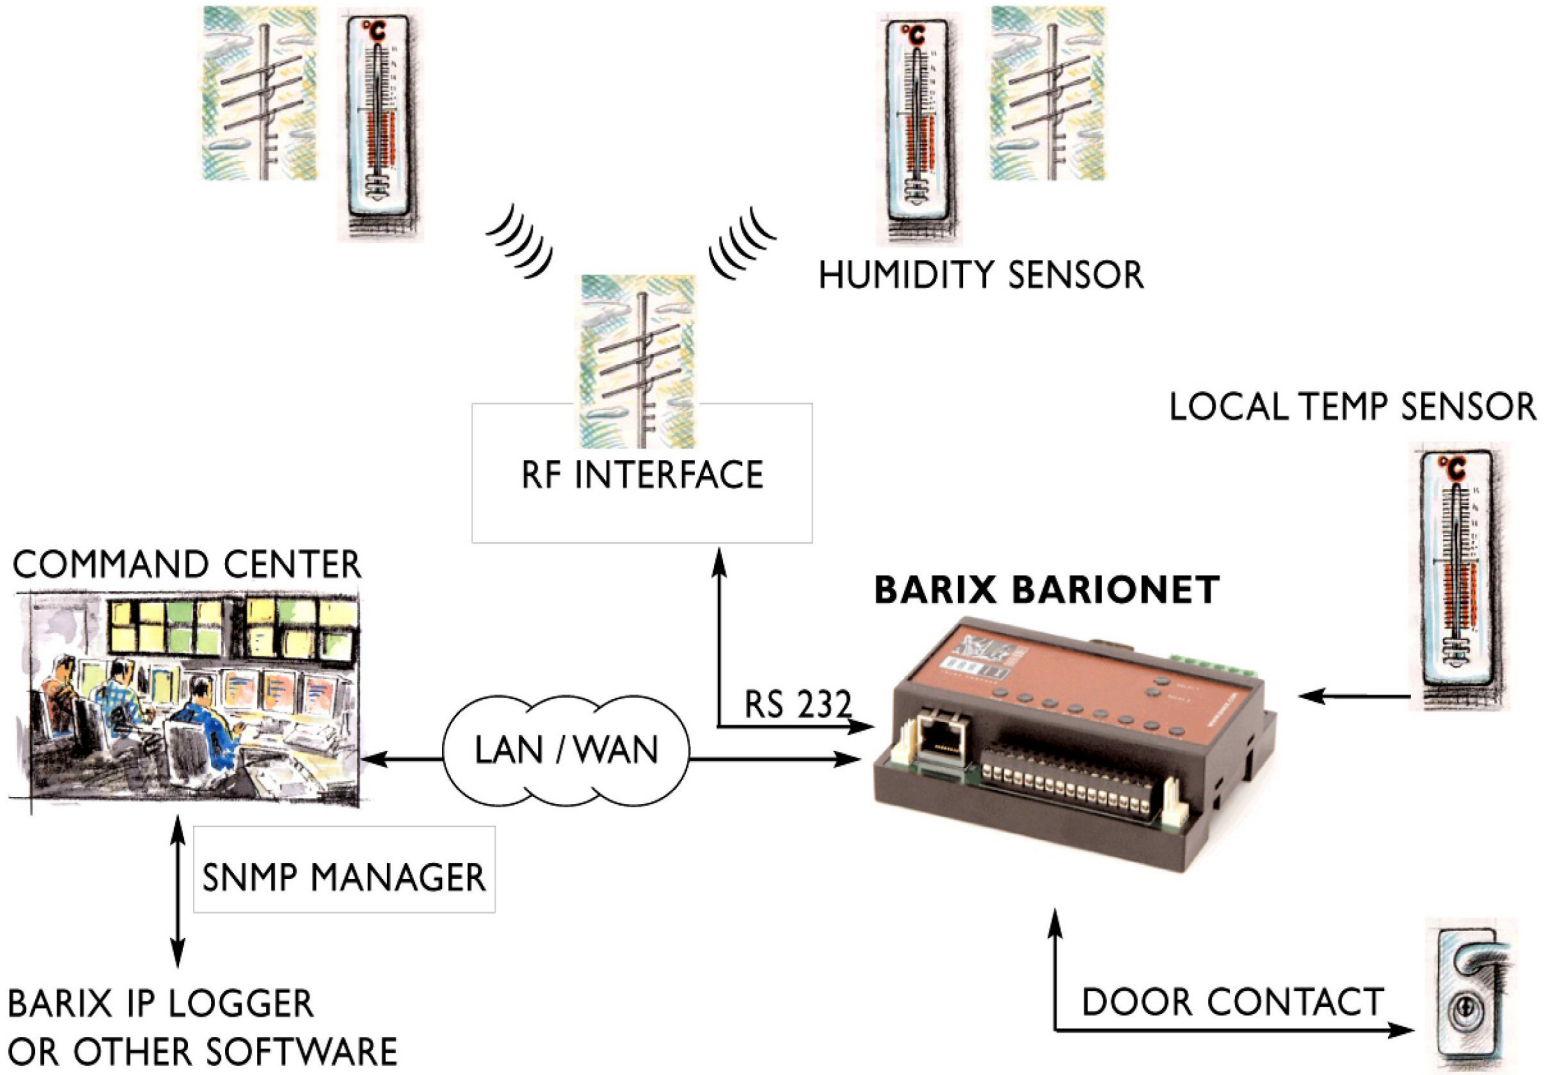 °C
°C
HUMIDITY SENSOR
LOCAL TEMP SENSOR
°C
RF INTERFACE
COMMAND CENTER
BARIX BARIONET
RS 232
LAN / WAN
SNMP MANAGER
BARIX IP LOGGER
OR OTHER SOFTWARE
DOOR CONTACT